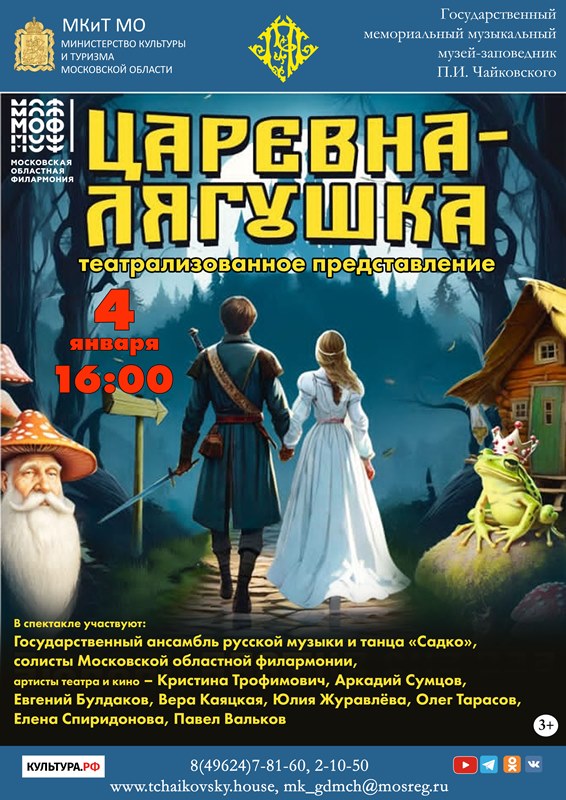 МКиТ МО
МИНИСТЕРСТВО КУЛЬТУРЫ
И ТУРИЗМА
МОСКОВСКОЙ ОБЛАСТИ
Государственный
мемориальный музыкальный
музей-заповедник
П.И. Чайковского
МОСКОВСКАЯ
ОБЛАСТНАЯ
ФИЛАРМОНИЯ
ЦАРЕВНА-
ЛЯГУШКА
театрализованное представление
4
января
16:00
В спектакле участвуют:
Государственный ансамбль русской музыки и танца «Садко»,
солисты Московской областной филармонии,
артисты театра и кино – Кристина Трофимович, Аркадий Сумцов,
Евгений Булдаков, Вера Каяцкая, Юлия Журавлёва, Олег Тарасов,
Елена Спиридонова, Павел Вальков
3+
КУЛЬТУРА.РФ
8(49624)7-81-60, 2-10-50
www.tchaikovsky.house, mk_gdmch@mosreg.ru